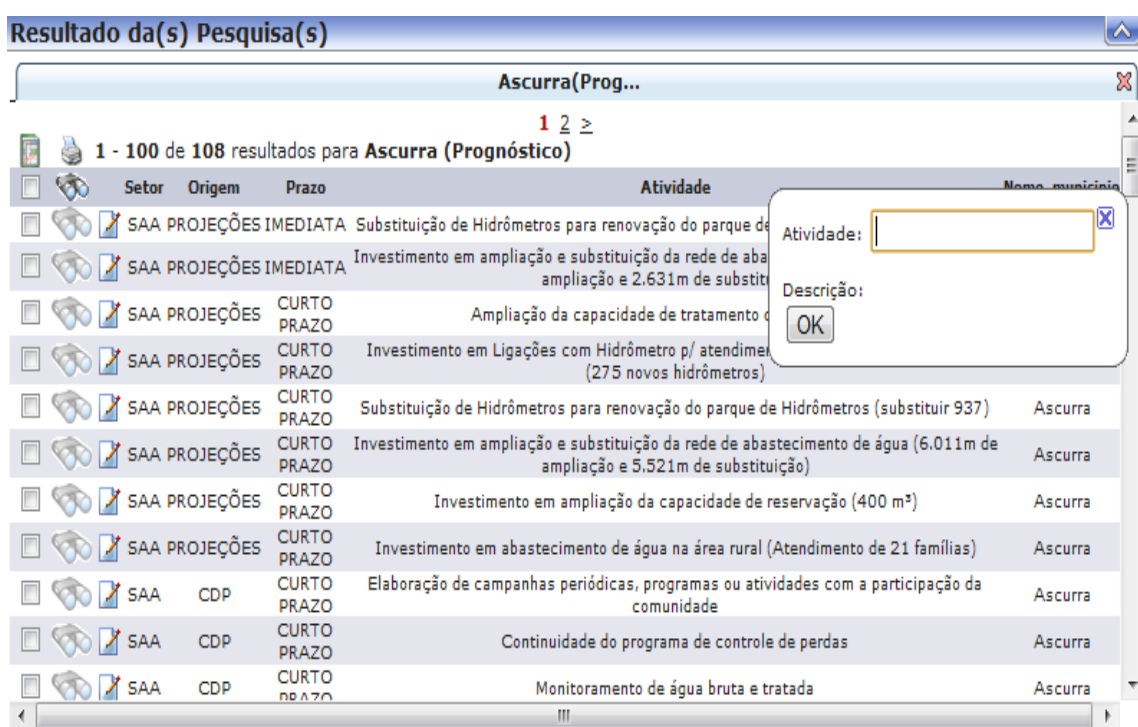 Resultado da(s) Pesquisa(s)
Ascurra(Prog...
1 2 >
1 - 100 de 108 resultados para Ascurra (Prognóstico)
Setor Origem Prazo Atividade Nome_municipio
SAA PROJEÇÕES IMEDIATA Substituição de Hidrômetros para renovação do parque de
Atividade:
SAA PROJEÇÕES IMEDIATA Investimento em ampliação e substituição da rede de aba
ampliação e 2.631m de substitu
Descrição:
OK
SAA PROJEÇÕES CURTO PRAZO Ampliação da capacidade de tratamento
SAA PROJEÇÕES CURTO PRAZO Investimento em Ligações com Hidrômetro p/ atendimen
(275 novos hidrômetros)
SAA PROJEÇÕES CURTO PRAZO Substituição de Hidrômetros para renovação do parque de Hidrômetros (substituir 937) Ascurra
SAA PROJEÇÕES CURTO PRAZO Investimento em ampliação e substituição da rede de abastecimento de água (6.011m de
ampliação e 5.521m de substituição) Ascurra
SAA PROJEÇÕES CURTO PRAZO Investimento em ampliação da capacidade de reservação (400 m³) Ascurra
SAA PROJEÇÕES CURTO PRAZO Investimento em abastecimento de água na área rural (Atendimento de 21 famílias) Ascurra
SAA CDP CURTO PRAZO Elaboração de campanhas periódicas, programas ou atividades com a participação da
comunidade Ascurra
SAA CDP CURTO PRAZO Continuidade do programa de controle de perdas Ascurra
SAA CDP CURTO PRAZO Monitoramento de água bruta e tratada Ascurra